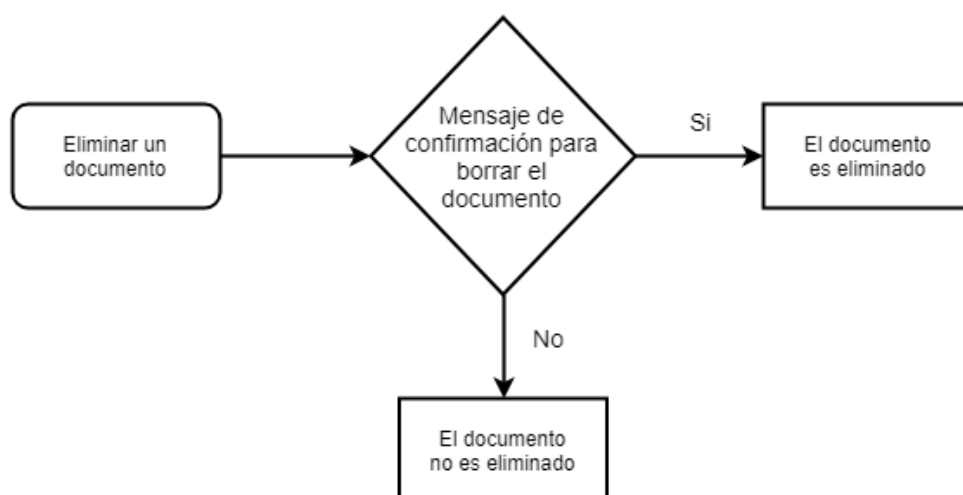 Eliminar un
documento
Mensaje de
confirmación para
borrar el
documento
Si
El documento
es eliminado
No
El documento
no es eliminado